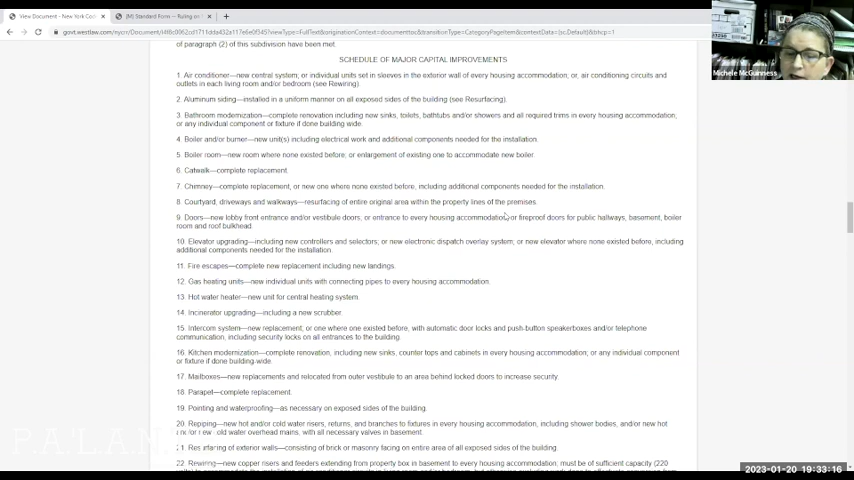 View Document - New York Co
(M) Standard Form -- Ruling on
govt.westlaw.com/nycrr/Document/I4f6c0962cd1711dda432a117e6e0f345?viewType=FullText&originationContext=documenttoc&transitionType=CategoryPageItem&contextData=(sc.Default)&bhcp=1
of paragraph (2) of this subdivision have been met.
SCHEDULE OF MAJOR CAPITAL IMPROVEMENTS
1. Air conditioner—new central system; or individual units set in sleeves in the exterior wall of every housing accommodation; or, air conditioning circuits and
outlets in each living room and/or bedroom (see Rewiring).
2. Aluminum siding—installed in a uniform manner on all exposed sides of the building (see Resurfacing).
3. Bathroom modernization—complete renovation including new sinks, toilets, bathtubs and/or showers and all required trims in every housing accommodation;
or any individual component or fixture if done building wide.
4. Boiler and/or burner—new unit(s) including electrical work and additional components needed for the installation.
5. Boiler room—new room where none existed before; or enlargement of existing one to accommodate new boiler.
6. Catwalk—complete replacement.
7. Chimney—complete replacement, or new one where none existed before, including additional components needed for the installation.
8. Courtyard, driveways and walkways—resurfacing of entire original area within the property lines of the premises.
9. Doors—new lobby front entrance and/or vestibule doors; or entrance to every housing accommodation; or fireproof doors for public hallways, basement, boiler
room and roof bulkhead.
10. Elevator upgrading—including new controllers and selectors; or new electronic dispatch overlay system; or new elevator where none existed before, including
additional components needed for the installation.
11. Fire escapes—complete new replacement including new landings.
12. Gas heating units—new individual units with connecting pipes to every housing accommodation.
13. Hot water heater—new unit for central heating system.
14. Incinerator upgrading—including a new scrubber.
15. Intercom system—new replacement; or one where one existed before, with automatic door locks and push-button speakerboxes and/or telephone
communication, including security locks on all entrances to the building.
16. Kitchen modernization—complete renovation, including new sinks, counter tops and cabinets in every housing accommodation; or any individual component
or fixture if done building-wide.
17. Mailboxes—new replacements and relocated from outer vestibule to an area behind locked doors to increase security.
18. Parapet—complete replacement.
19. Pointing and waterproofing—as necessary on exposed sides of the building.
20. Repiping—new hot and/or cold water risers, returns, and branches to fixtures in every housing accommodation, including shower bodies, and/or new hot
and/or new cold water overhead mains, with all necessary valves in basement.
21. Resurfacing of exterior walls—consisting of brick or masonry facing on entire area of all exposed sides of the building.
22. Rewiring—new copper risers and feeders extending from property box in basement to every housing accommodation; must be of sufficient capacity (220
Michele McGuinness
P.A.L.A.N
2023-01-20 19:33:16